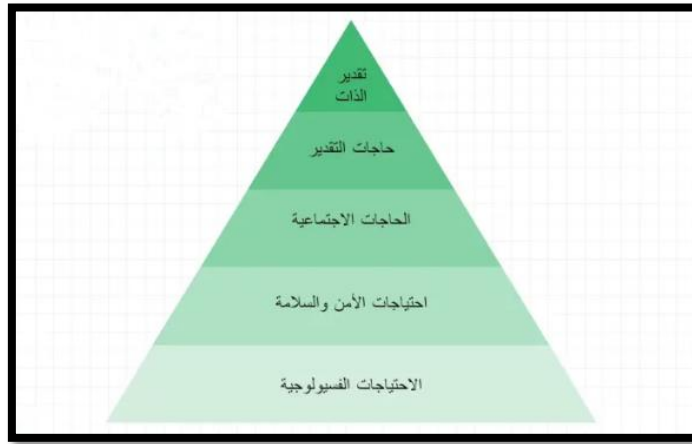 تقدير
الذات
حاجات التقدير
الحاجات الاجتماعية
احتياجات الأمن والسلامة
الاحتياجات الفسيولوجية